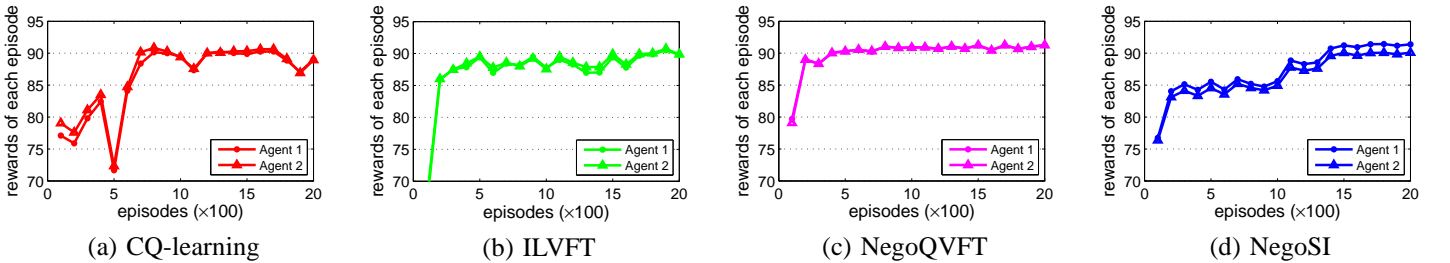 rewards of each episode
95
90
85
80
75
70
0
5
10
15
20
episodes (×100)
Agent 1
Agent 2
(a) CQ-learning
rewards of each episode
95
90
85
80
75
70
0
5
10
15
20
episodes (×100)
Agent 1
Agent 2
(b) ILVFT
rewards of each episode
95
90
85
80
75
70
0
5
10
15
20
episodes (×100)
Agent 1
Agent 2
(c) NegoQVFT
rewards of each episode
95
90
85
80
75
70
0
5
10
15
20
episodes (×100)
Agent 1
Agent 2
(d) NegoSI